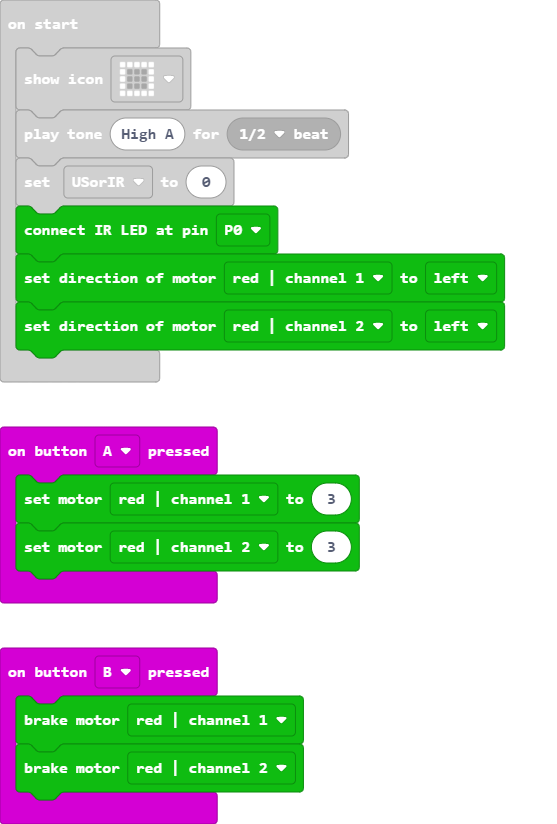 on start
show icon
play tone High A for 1/2 beat
set USorIR to 0
connect IR LED at pin P0
set direction of motor red | channel 1 to left
set direction of motor red | channel 2 to left
on button A pressed
set motor red | channel 1 to 3
set motor red | channel 2 to 3
on button B pressed
brake motor red | channel 1
brake motor red | channel 2